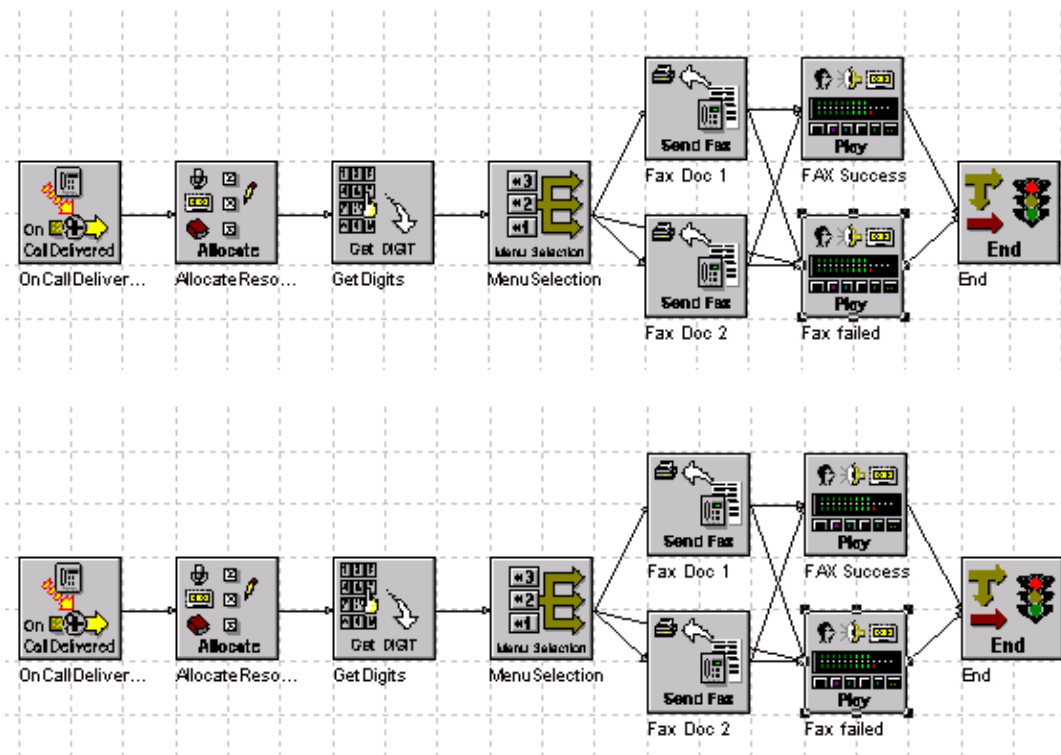 Send Fax
Play
Fax Doc 1
FAX Success
On
Call Delivered
Allocate
Get DIGIT
*3
*2
*1
Menu Selection
End
OnCallDeliver...
AllocateReso...
GetDigits
MenuSelection
End
Send Fax
Play
Fax Doc 2
Fax failed
Send Fax
Play
Fax Doc 1
FAX Success
On
Call Delivered
Allocate
Get DIGIT
*3
*2
*1
Menu Selection
End
OnCallDeliver...
AllocateReso...
GetDigits
MenuSelection
End
Send Fax
Play
Fax Doc 2
Fax failed